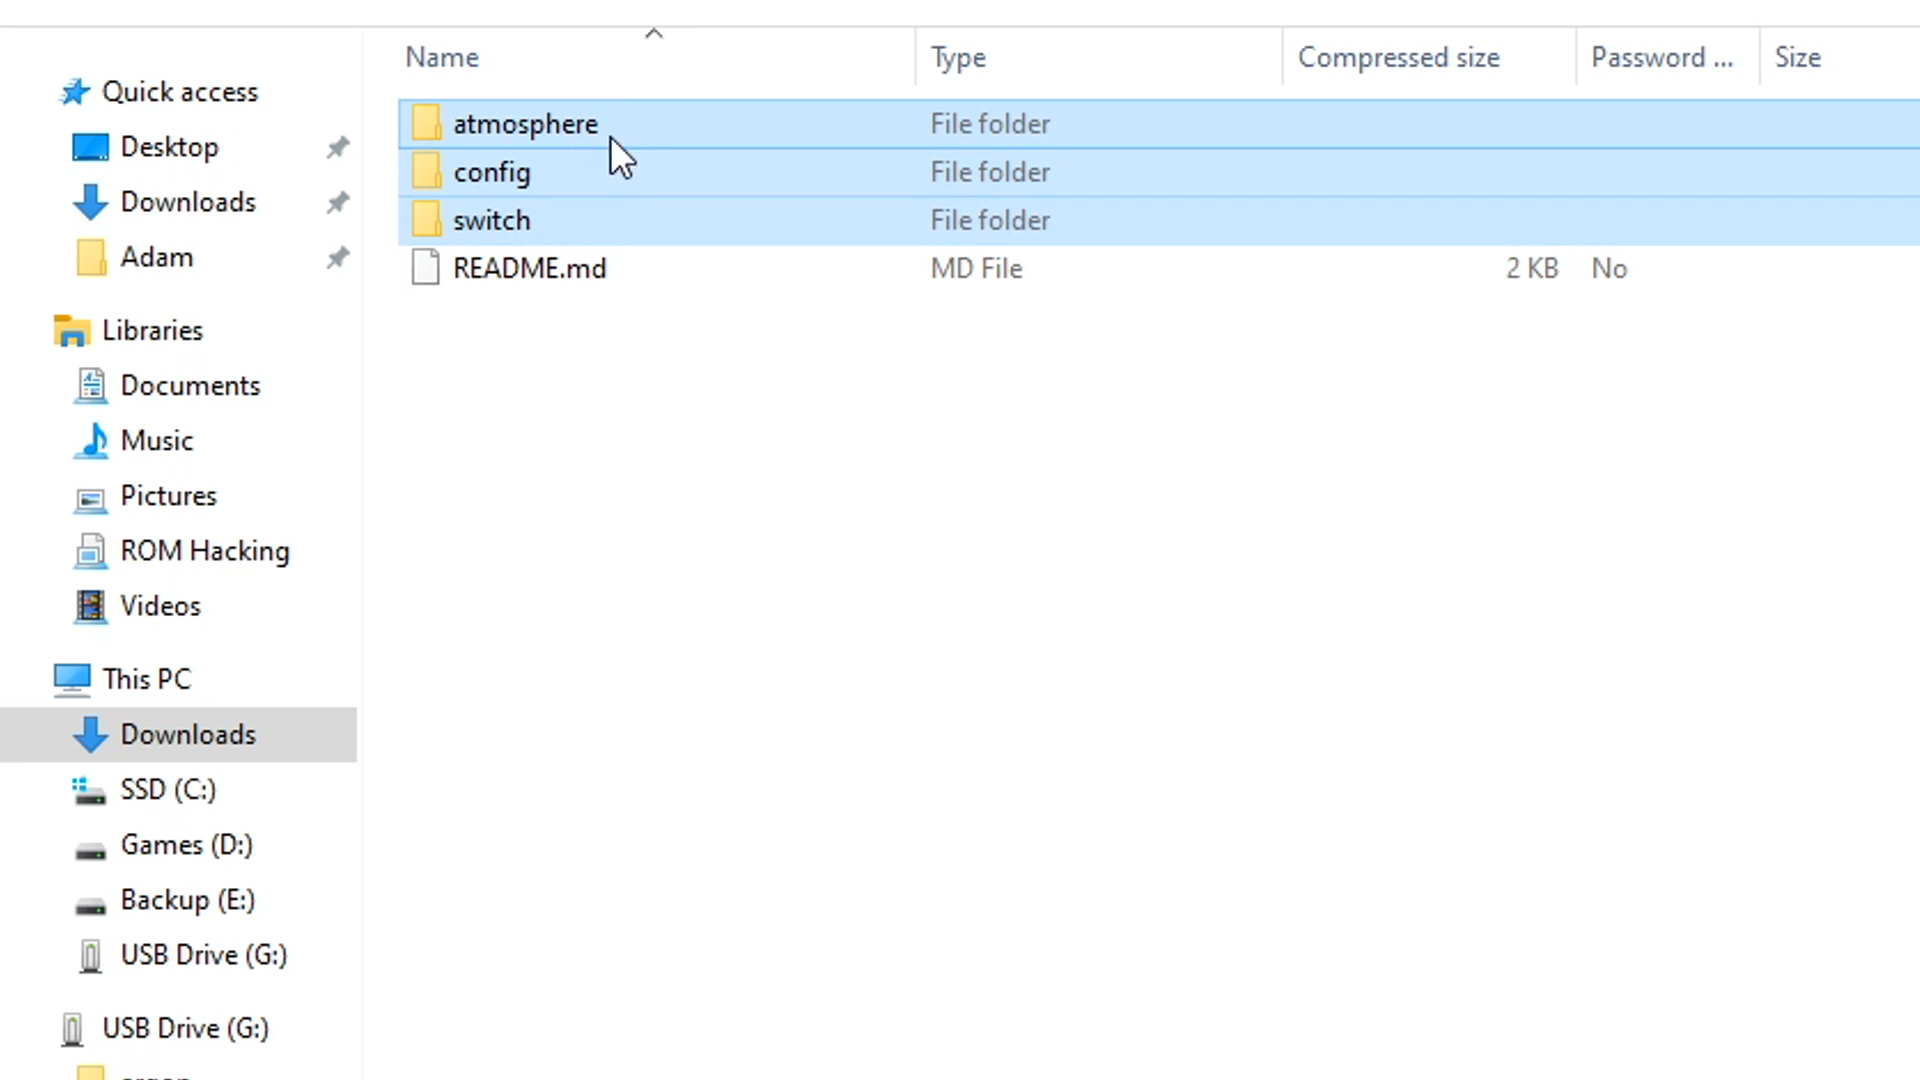 Name Type Compressed size Password ... Size
Quick access
Desktop
Downloads
Adam
Libraries
Documents
Music
Pictures
ROM Hacking
Videos
This PC
Downloads
SSD (C:)
Games (D:)
Backup (E:)
USB Drive (G:)
USB Drive (G:)
atmosphere File folder
config File folder
switch File folder
README.md MD File 2 KB No